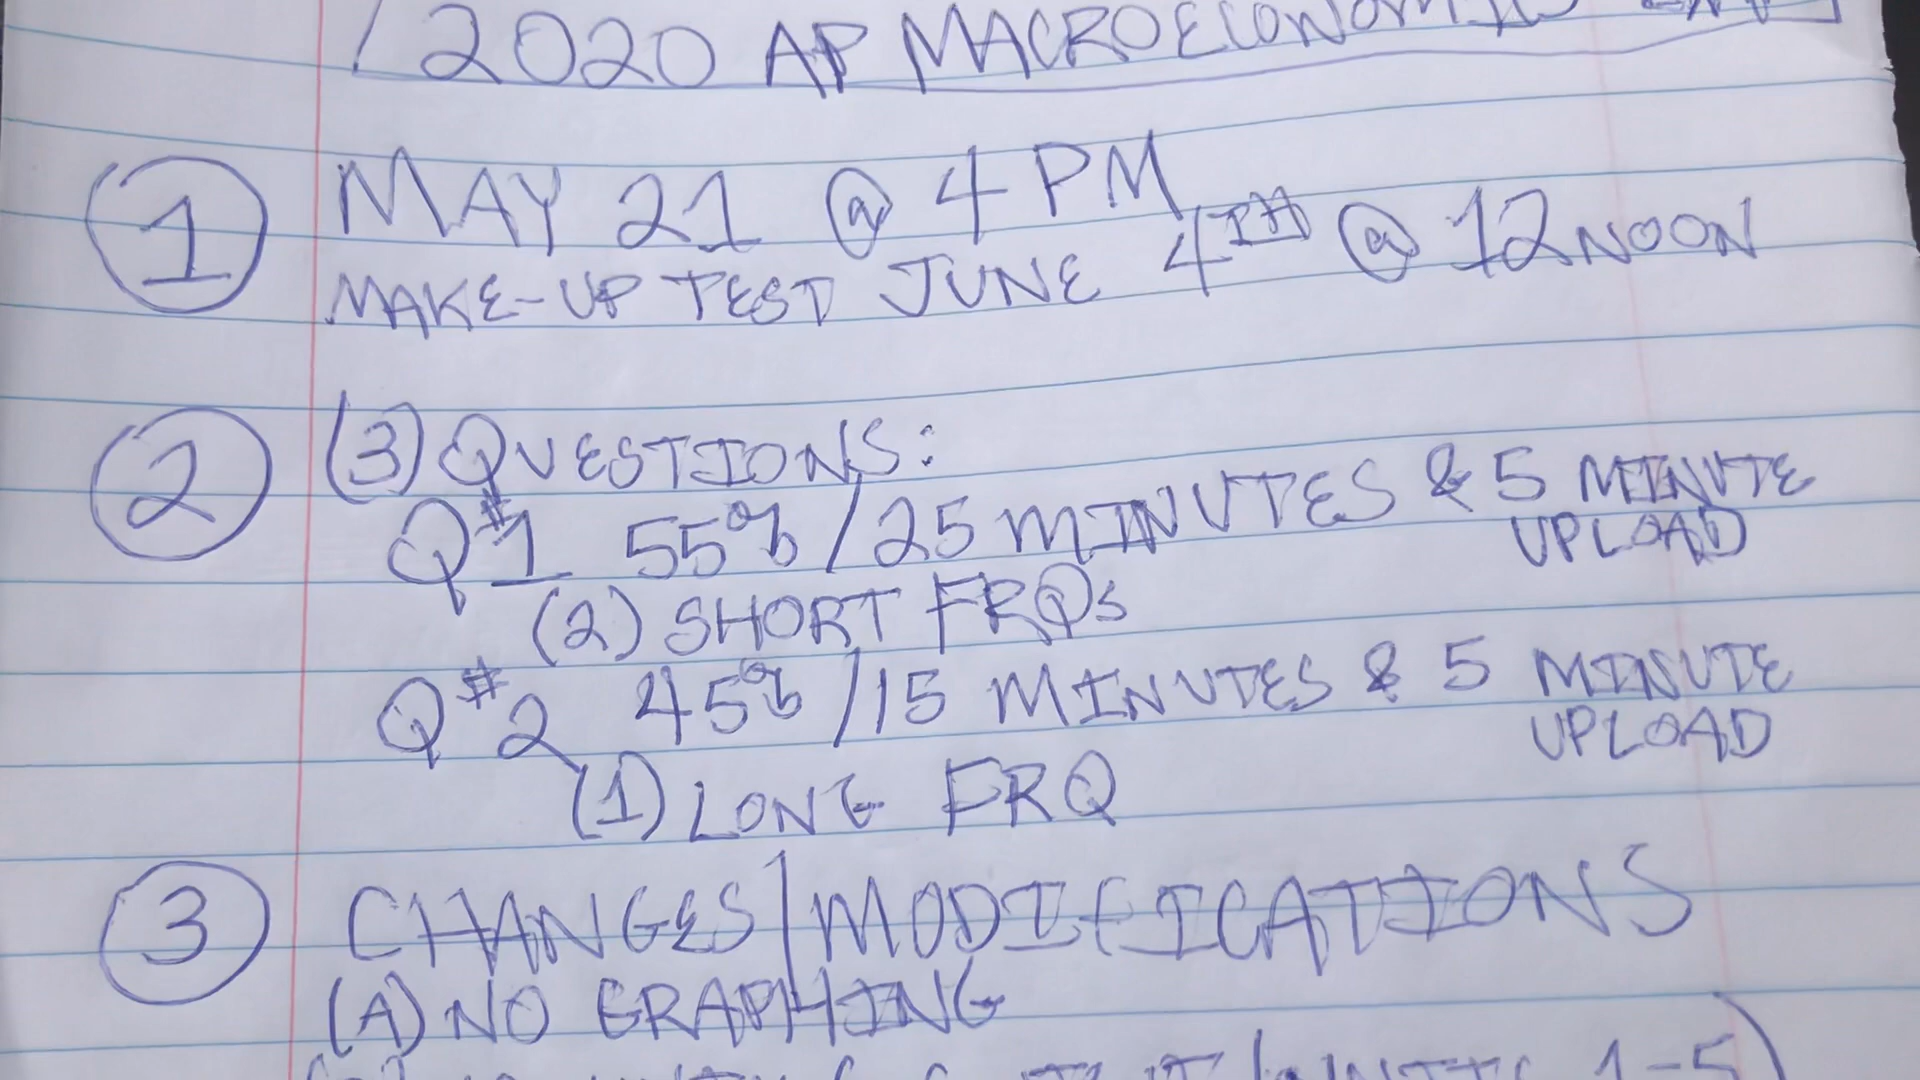 2020 AP MACROECONOMICS
1 MAY 21 @ 4 PM
MAKE-UP TEST JUNE 4TH @ 12 NOON
2 (3) QUESTIONS:
Q#1 55% / 25 MINUTES & 5 MINUTE
UPLOAD
(2) SHORT FRQs
Q#2 45% / 15 MINUTES & 5 MINUTE
UPLOAD
(1) LONG FRQ
3 CHANGES/MODIFICATIONS
(A) NO GRAPHING
1-5)